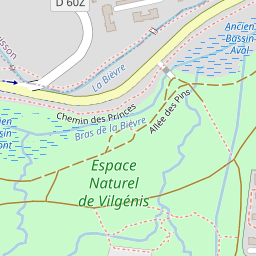 D 60Z
La Bièvre
Ancien
Bassin
Aval
Chemin des Princes
Bras de la Bièvre
Allée des Pins
Espace
Naturel
de Vilgénis